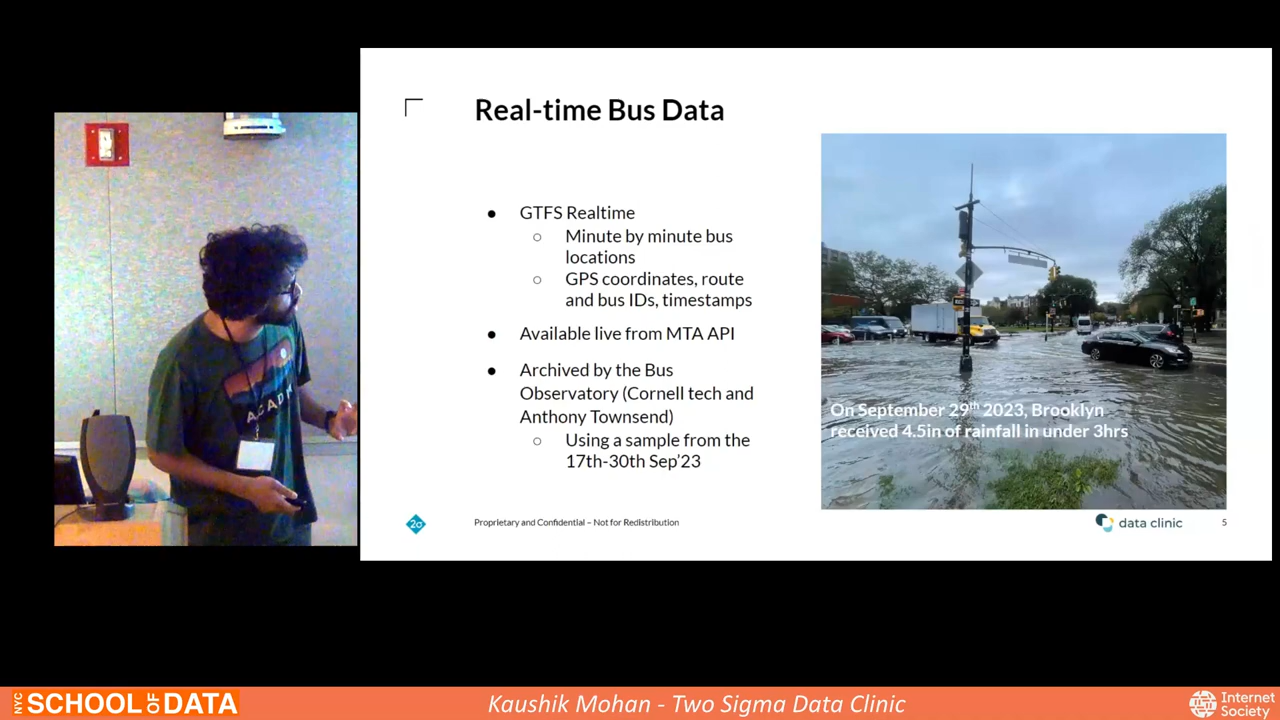 Real-time Bus Data
● GTFS Realtime
○ Minute by minute bus
locations
○ GPS coordinates, route
and bus IDs, timestamps
● Available live from MTA API
● Archived by the Bus
Observatory (Cornell tech and
Anthony Townsend)
○ Using a sample from the
17th-30th Sep'23
On September 29th 2023, Brooklyn
received 4.5in of rainfall in under 3hrs
2σ
Proprietary and Confidential – Not for Redistribution
data clinic
5
ACADIA
NYC SCHOOL OF DATA
Kaushik Mohan - Two Sigma Data Clinic
Internet
Society